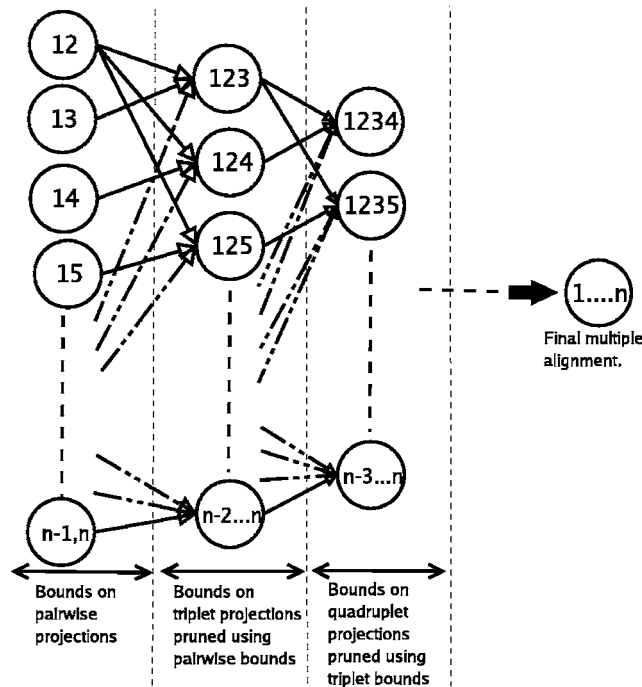 12
13
14
15
n-1,n
123
124
125
n-2...n
1234
1235
n-3...n
1....n
Final multiple
alignment.
Bounds on
pairwise
projections
Bounds on
triplet projections
pruned using
pairwise bounds
Bounds on
quadruplet
projections
pruned using
triplet bounds